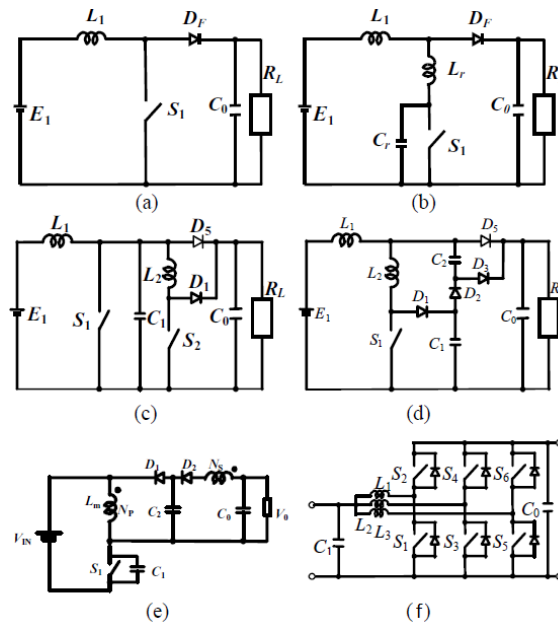 L1 DF
E1 S1 C0 RL
(a)
L1 DF
Lr
Cr S1 C0 R
(b)
L1 D5
L2 D1
E1 S1 C1 S2 C0 RL
(c)
L1 D5
L2 C2 D3
D1 D2
E1 S1 C1 C0 R
(d)
D1 D2 NS
Lm NP C2 C0 V0
VIN
S1 C1
(e)
S2 S4 S6
L1
L2 L3 C0
C1 S1 S3 S5
(f)